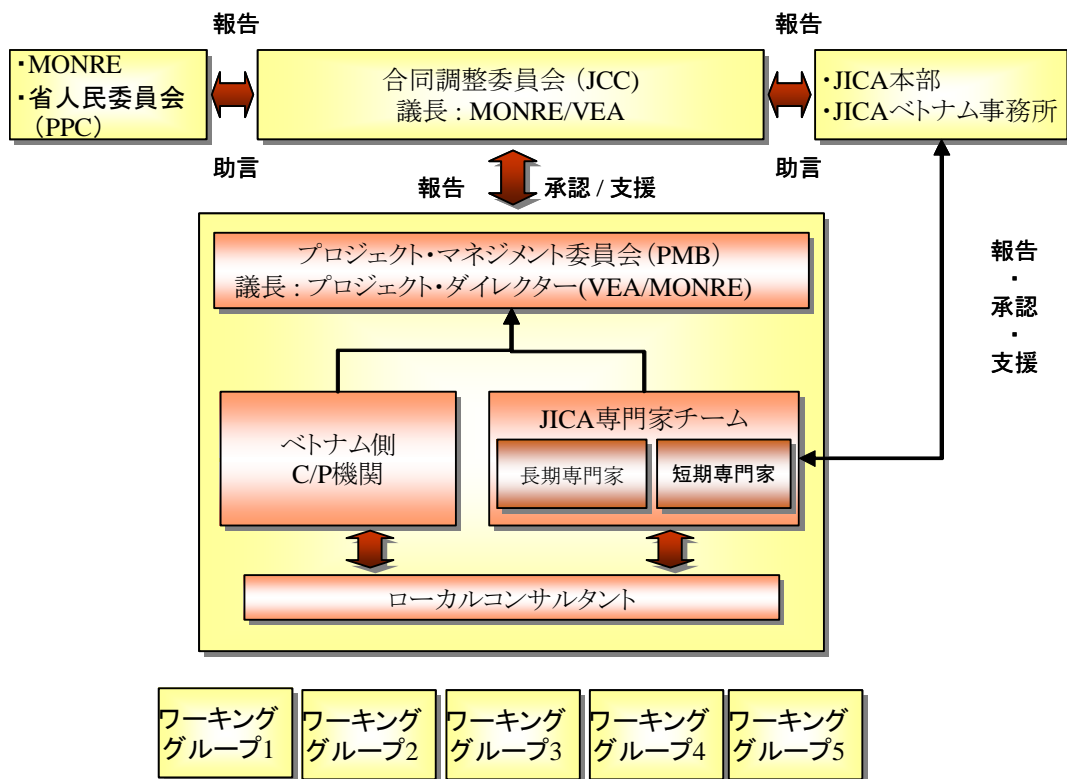 報告
報告
・MONRE
・省人民委員会
(PPC)
合同調整委員会 (JCC)
議長 : MONRE/VEA
・JICA本部
・JICAベトナム事務所
助言
助言
報告
承認 / 支援
プロジェクト・マネジメント委員会(PMB)
議長 : プロジェクト・ダイレクター(VEA/MONRE)
報告
・
承認
・
支援
ベトナム側
C/P機関
JICA専門家チーム
長期専門家
短期専門家
ローカルコンサルタント
ワーキング
グループ1
ワーキング
グループ2
ワーキング
グループ3
ワーキング
グループ4
ワーキング
グループ5